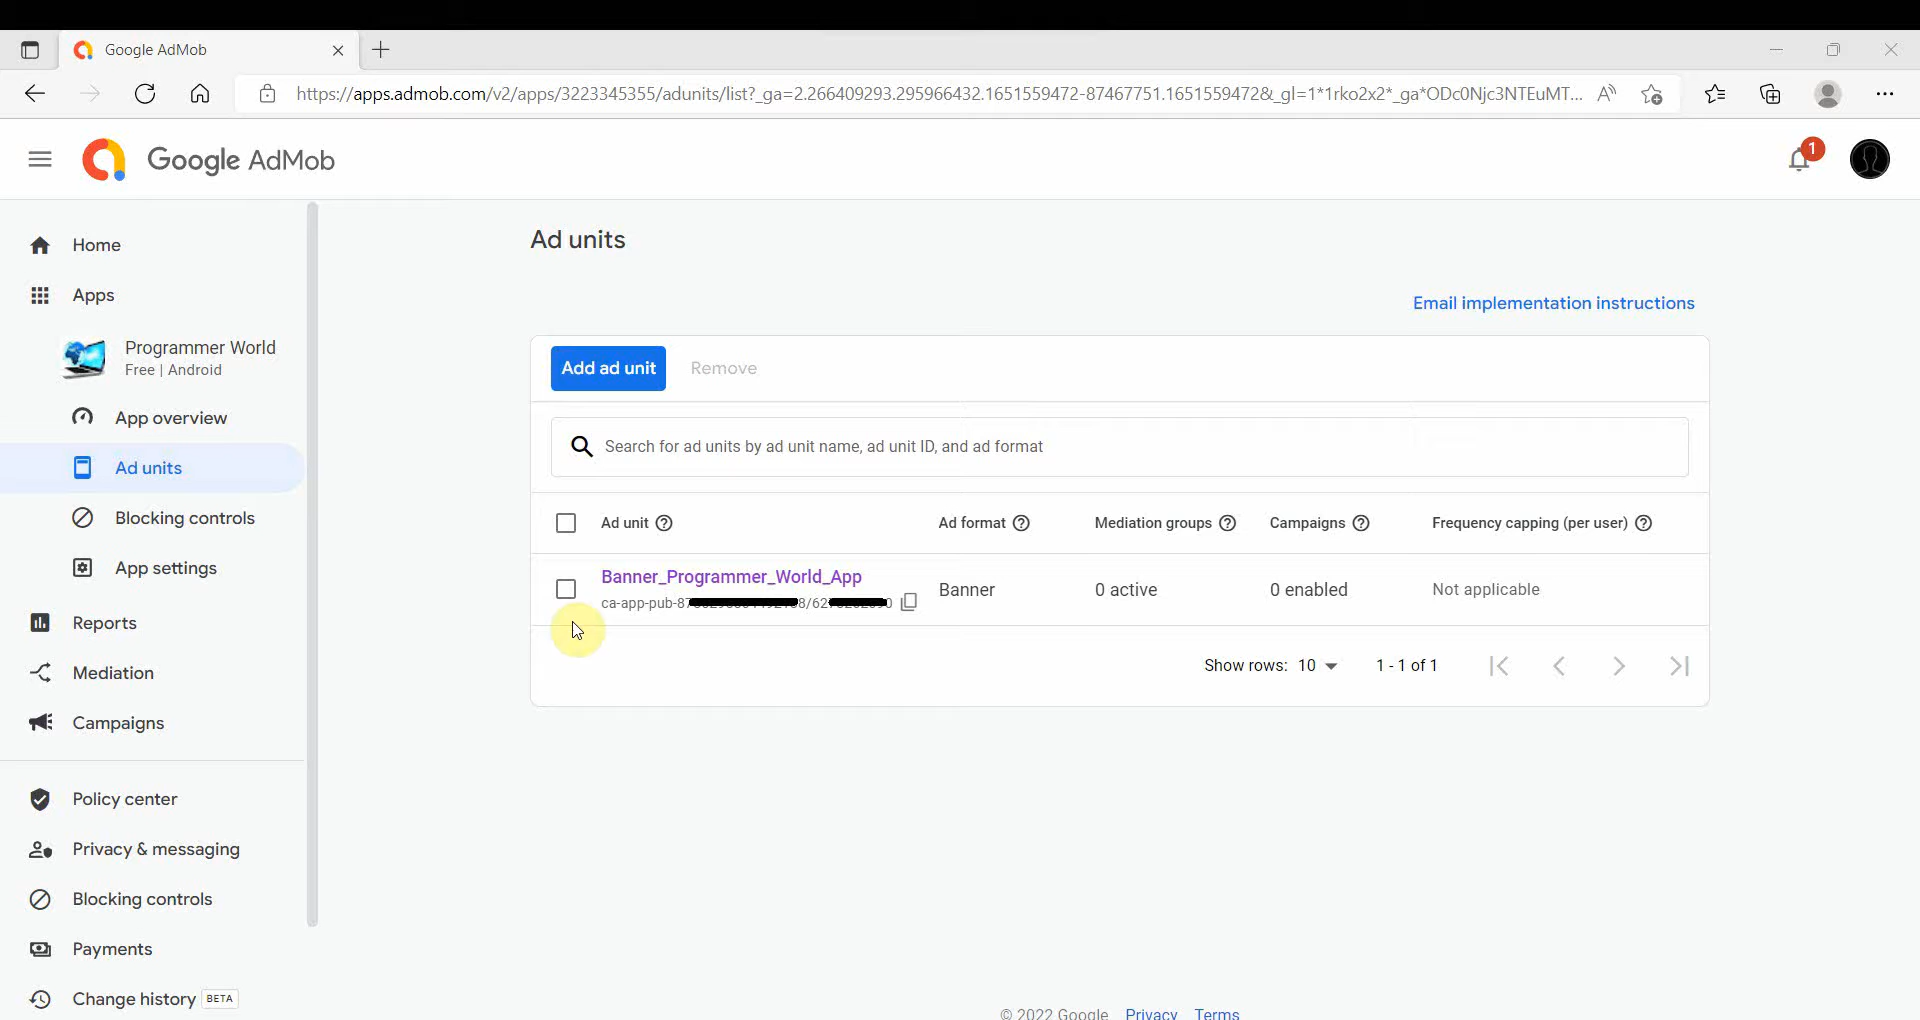 Google AdMob
https://apps.admob.com/v2/apps/3223345355/adunits/list?_ga=2.266409293.295966432.1651559472-87467751.1651559472&_gl=1*1rko2x2*_ga*ODc0Njc3NTEuMT...
Google AdMob
1
Home
Apps
Programmer World
Free | Android
App overview
Ad units
Blocking controls
App settings
Reports
Mediation
Campaigns
Policy center
Privacy & messaging
Blocking controls
Payments
Change history BETA
Ad units
Email implementation instructions
Add ad unit Remove
Search for ad units by ad unit name, ad unit ID, and ad format
Ad unit Ad format Mediation groups Campaigns Frequency capping (per user)
Banner_Programmer_World_App
Banner 0 active 0 enabled Not applicable
Show rows: 10 1 - 1 of 1
© 2022 Google Privacy Terms